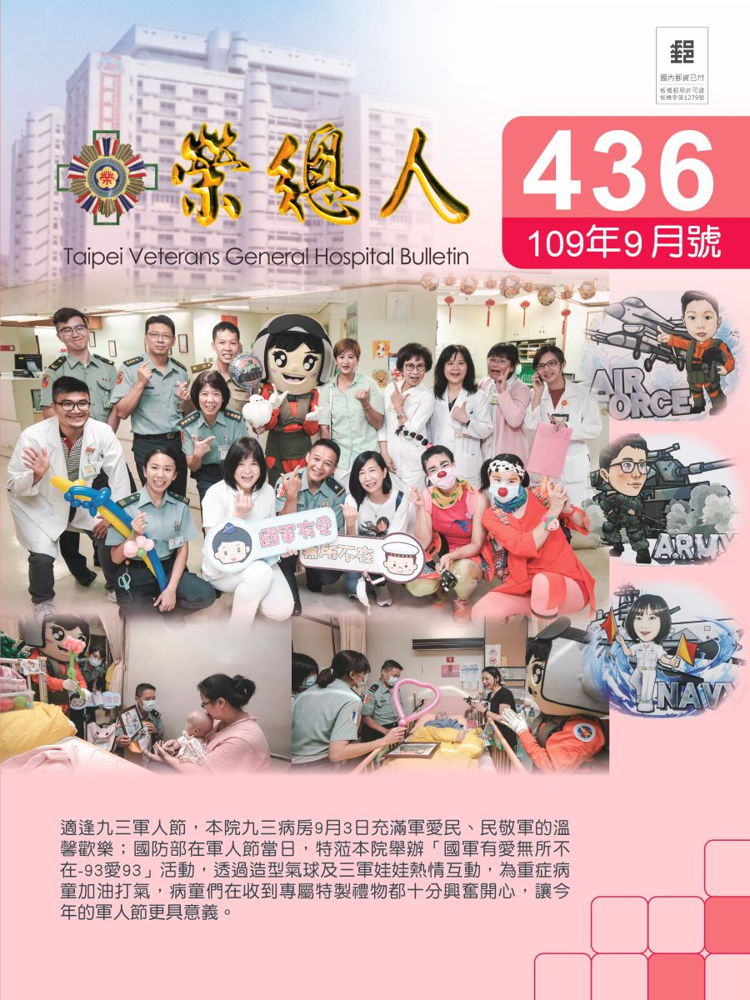 郵
國內郵資已付
板橋郵局許可證
板橋字第1279號
榮
榮總人
Taipei Veterans General Hospital Bulletin
436
109年9月號
AIR
FORCE
國軍有愛
無所不在
ARMY
NAVY
適逢九三軍人節，本院九三病房9月3日充滿軍愛民、民敬軍的溫
馨歡樂；國防部在軍人節當日，特蒞本院舉辦「國軍有愛無所不
在-93愛93」活動，透過造型氣球及三軍娃娃熱情互動，為重症病
童加油打氣，病童們在收到專屬特製禮物都十分興奮開心，讓今
年的軍人節更具意義。